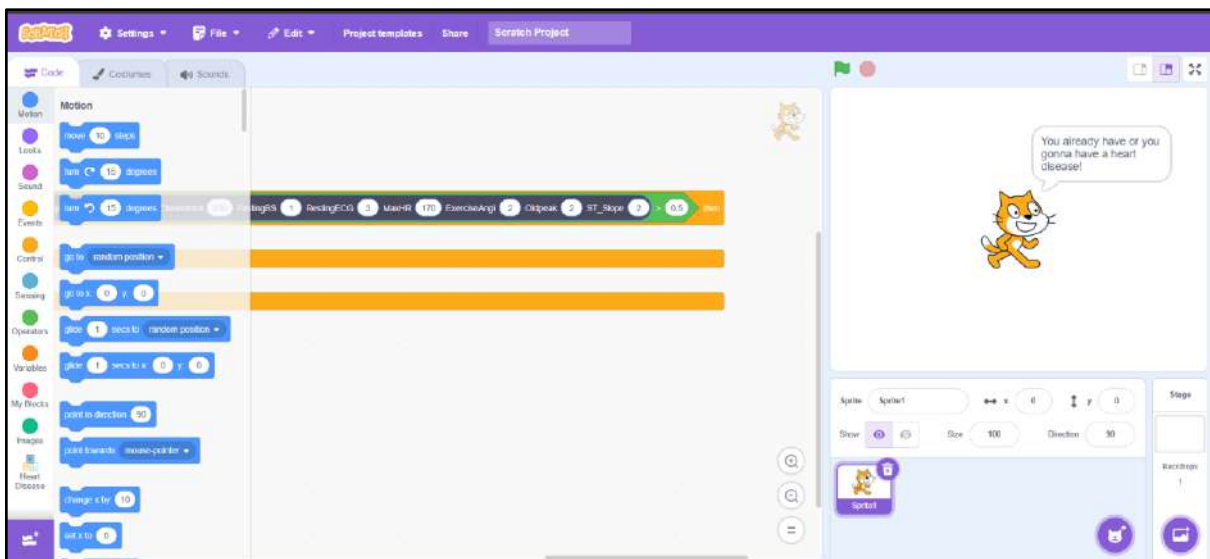 SCRATCH
Settings
File
Edit
Project templates
Share
Scratch Project
Code
Costumes
Sounds
Motion
Looks
Sound
Events
Control
Sensing
Operators
Variables
My Blocks
Images
Heart
Disease
Motion
move 10 steps
turn 15 degrees
turn 15 degrees
go to random position
go to x: 0 y: 0
glide 1 secs to random position
glide 1 secs to x: 0 y: 0
point in direction 90
point towards mouse-pointer
change x by 10
set x to 0
tingBS 1 RestingECG 3 MaxHR 170 ExerciseAngi 2 Oldpeak 2 ST_Slope 2 > 0.5 then
You already have or you
gonna have a heart
disease!
Sprite Sprite1 x 0 y 0
Show Size 100 Direction 90
Sprite1
Stage
Backdrops
1